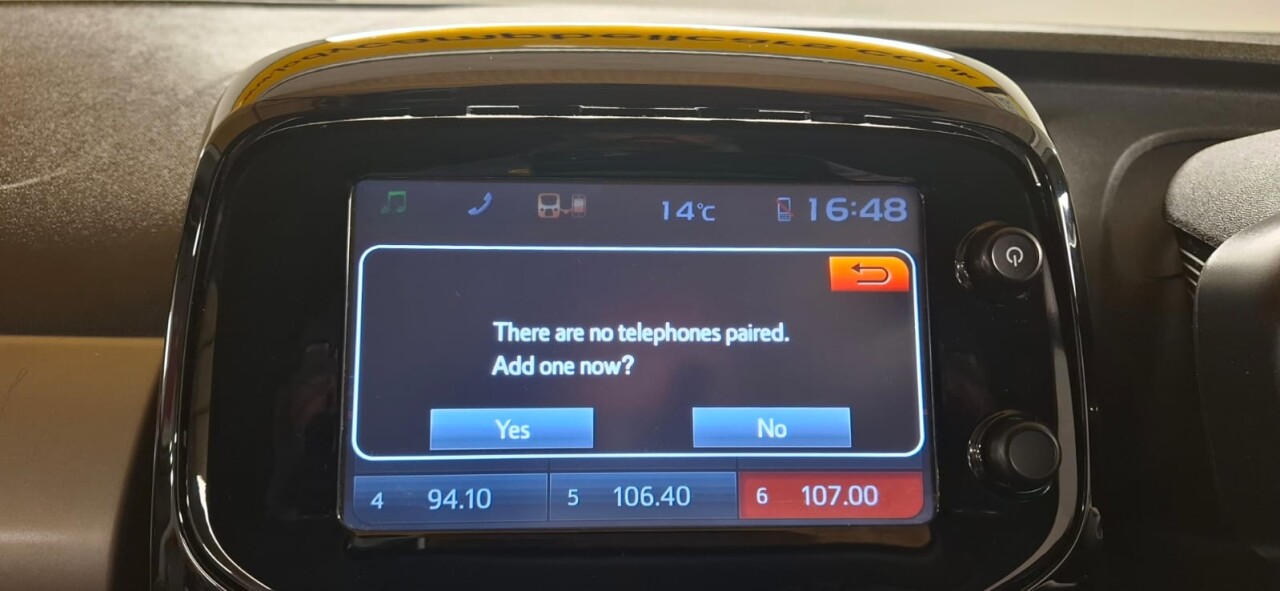 14°C
16:48
There are no telephones paired.
Add one now?
Yes No
4 94.10 5 106.40 6 107.00